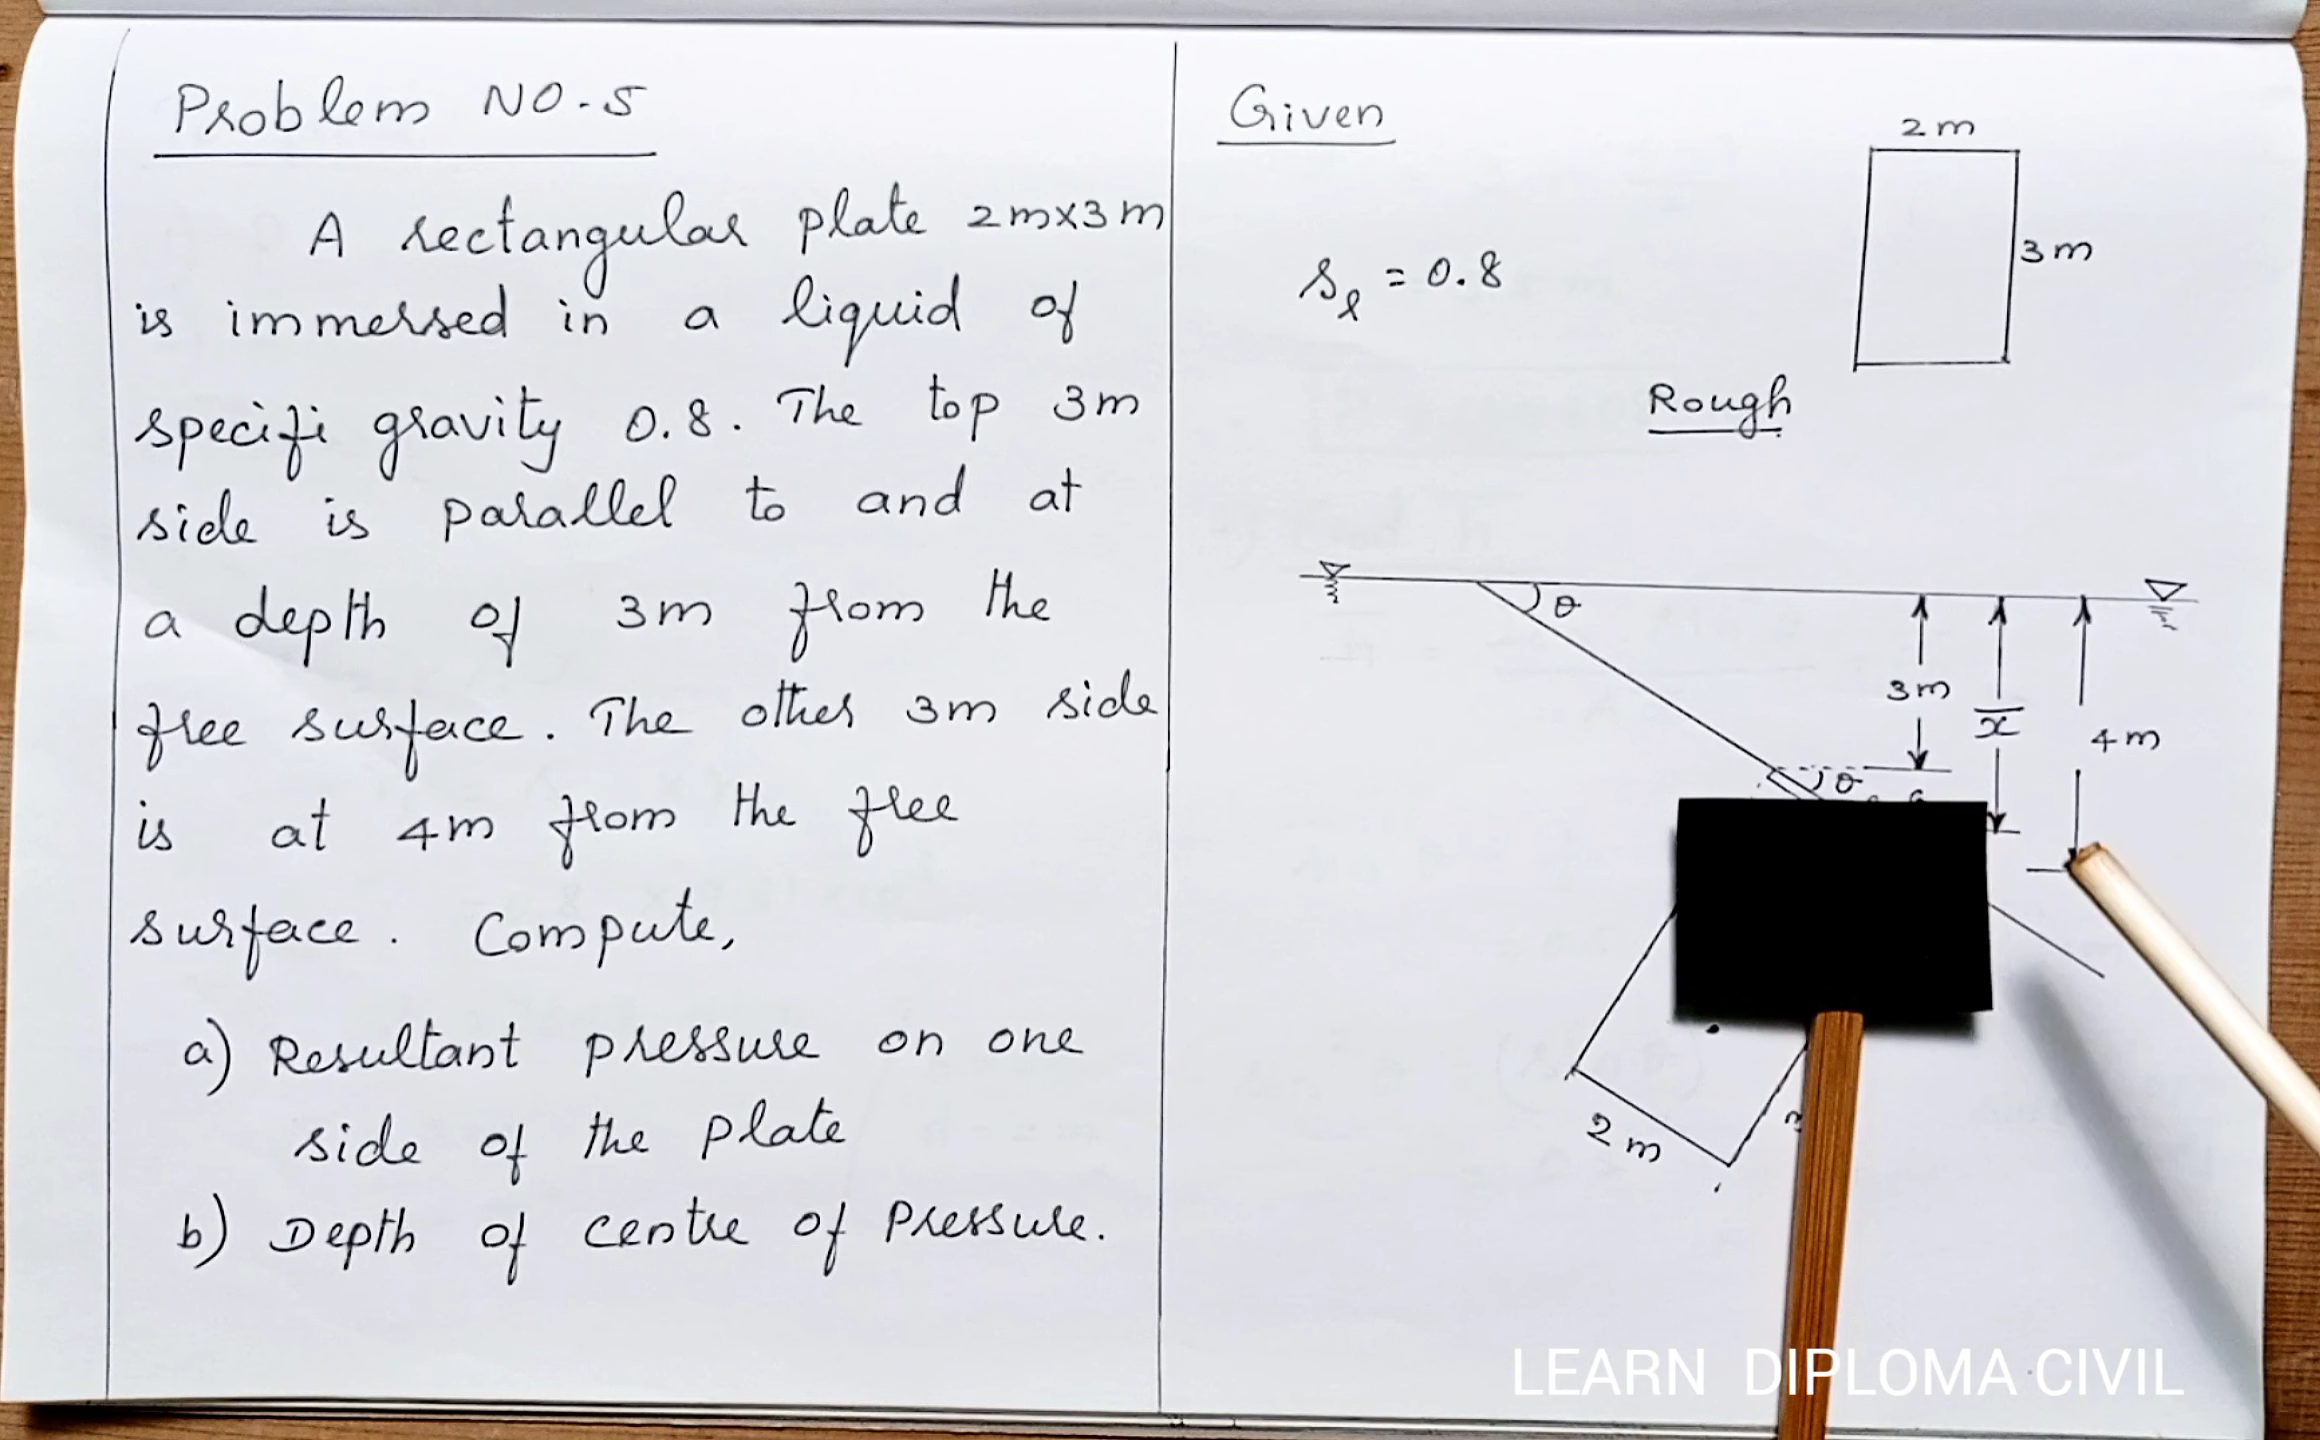 Problem NO-5
A rectangular plate 2m×3m
is immersed in a liquid of
specifi gravity 0.8. The top 3m
side is parallel to and at
a depth of 3m from the
free surface. The other 3m side
is at 4m from the free
surface. Compute,
a) Resultant pressure on one
side of the plate
b) Depth of centre of pressure.
Given
2m
3m
s_l = 0.8
Rough
θ
3m
x̄
4m
θ
2m
LEARN DIPLOMA CIVIL